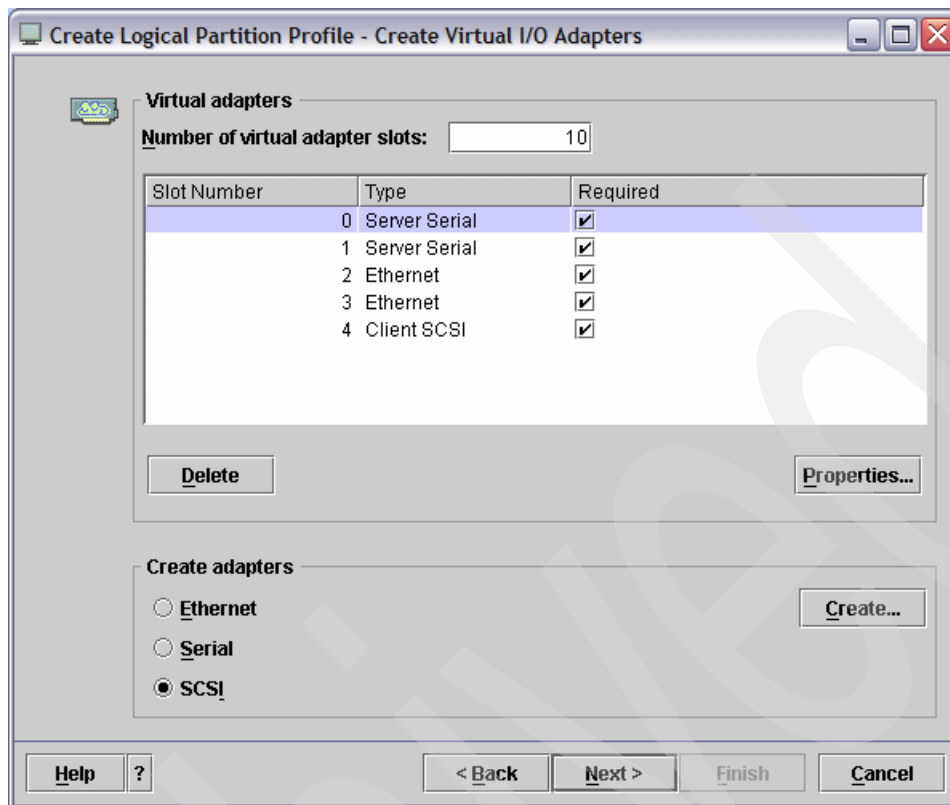 Create Logical Partition Profile - Create Virtual I/O Adapters
Virtual adapters
Number of virtual adapter slots: 10
Slot Number Type Required
0 Server Serial
1 Server Serial
2 Ethernet
3 Ethernet
4 Client SCSI
Delete Properties...
Create adapters
Ethernet Create...
Serial
SCSI
Help ? < Back Next > Finish Cancel